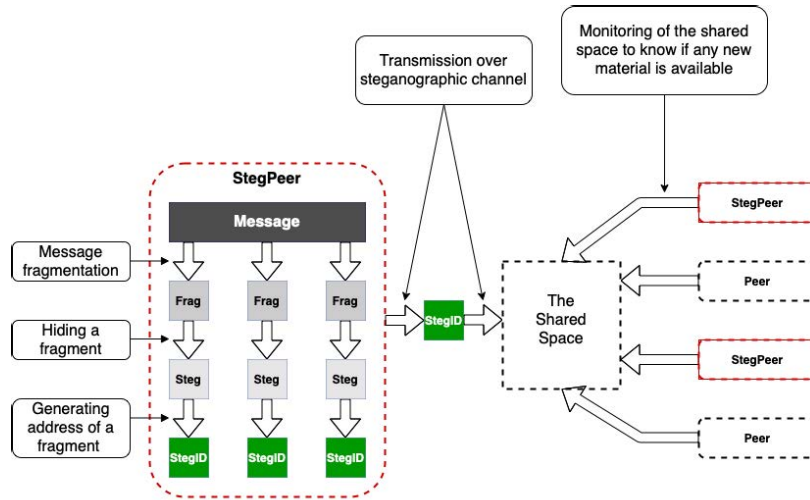 Monitoring of the shared
space to know if any new
material is available
Transmission over
steganographic channel
StegPeer
Message
Message
fragmentation
Frag
Frag
Frag
Hiding a
fragment
Steg
Steg
Steg
Generating
address of a
fragment
StegID
StegID
StegID
StegID
The
Shared
Space
StegPeer
Peer
StegPeer
Peer